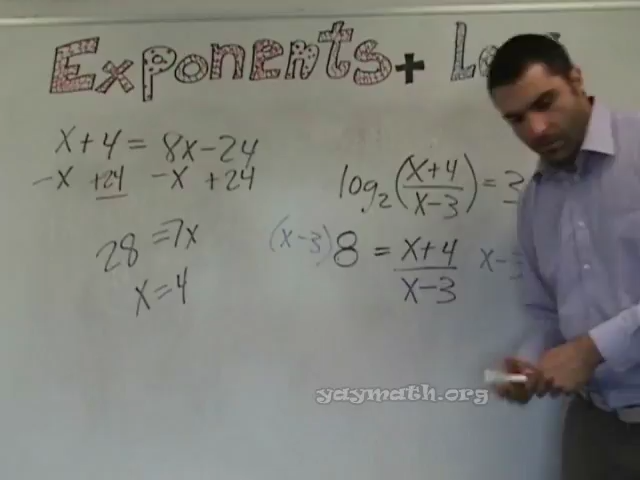 Exponents + Lo
x+4 = 8x-24
-x +24 -x +24
28 = 7x
x=4
log₂(x+4/x-3)=3
(x-3) 8 = x+4/x-3 x-3
yaymath.org